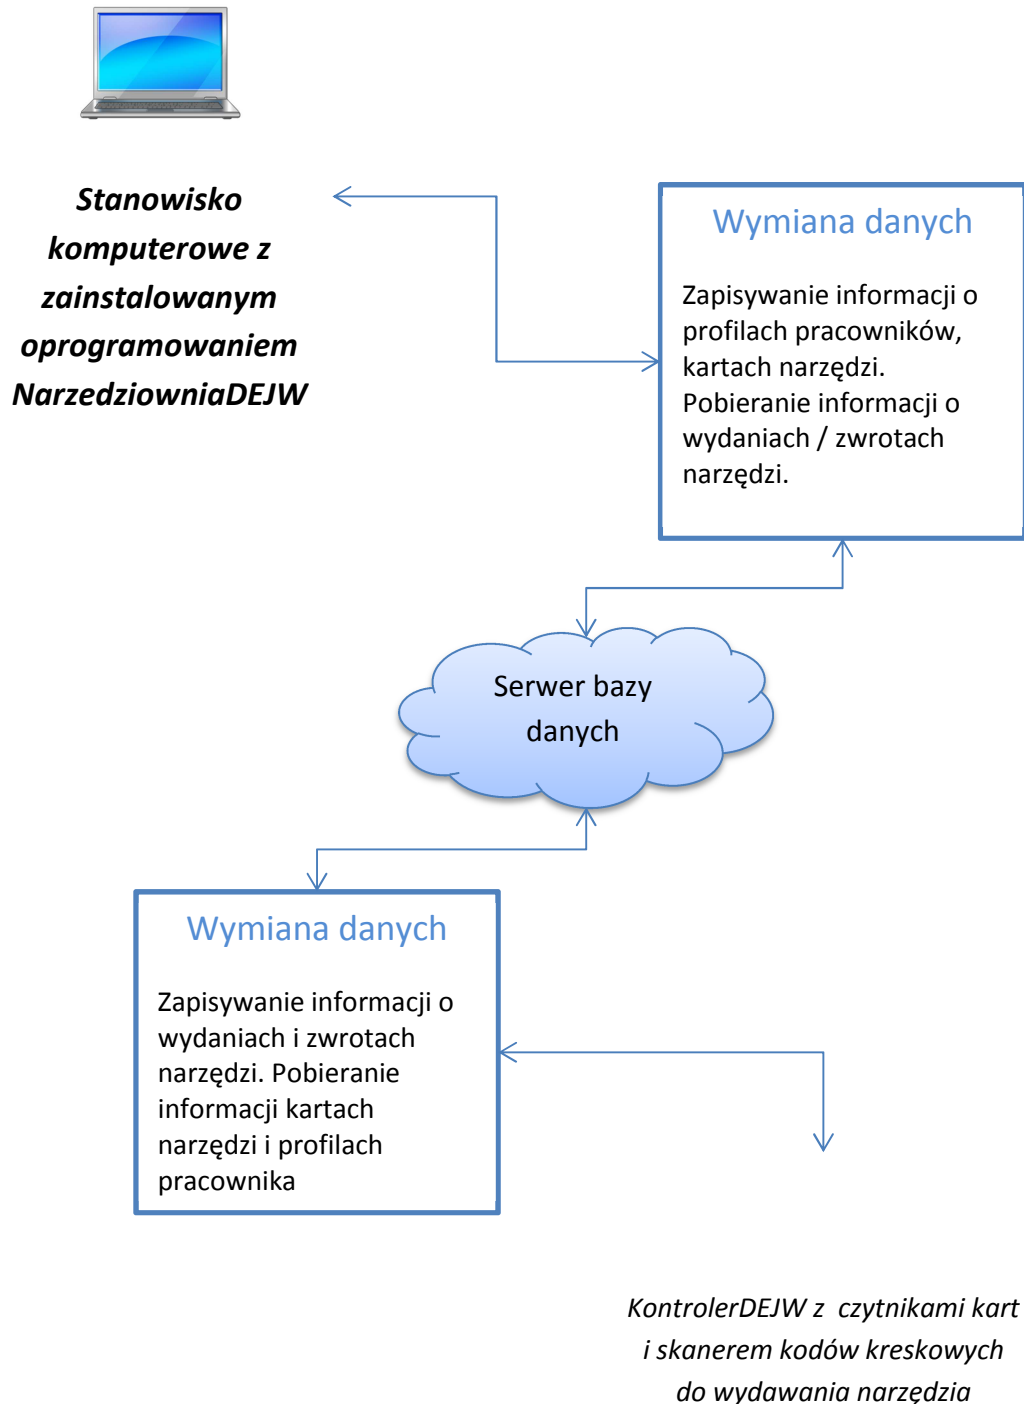 Stanowisko
komputerowe z
zainstalowanym
oprogramowaniem
NarzedziowniaDEJW
Wymiana danych
Zapisywanie informacji o
profilach pracowników,
kartach narzędzi.
Pobieranie informacji o
wydaniach / zwrotach
narzędzi.
Serwer bazy
danych
Wymiana danych
Zapisywanie informacji o
wydaniach i zwrotach
narzędzi. Pobieranie
informacji kartach
narzędzi i profilach
pracownika
KontrolerDEJW z czytnikami kart
i skanerem kodów kreskowych
do wydawania narzędzia